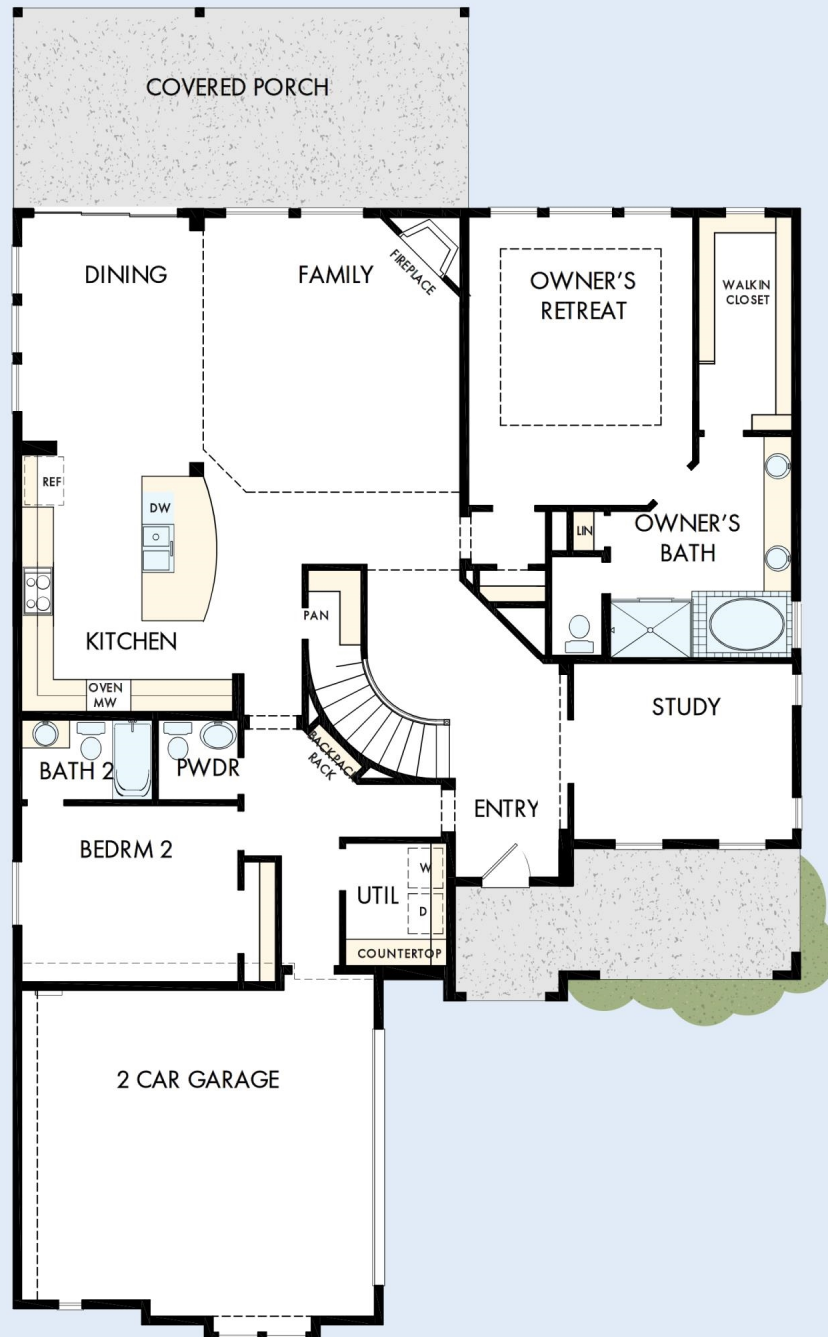 COVERED PORCH
DINING
FAMILY
FIREPLACE
OWNER'S
RETREAT
WALKIN
CLOSET
REF
DW
LIN
OWNER'S
BATH
PAN
KITCHEN
OVEN
MW
STUDY
BATH 2
PWDR
BACKPACK
RACK
ENTRY
BEDRM 2
UTIL
W
D
COUNTERTOP
2 CAR GARAGE